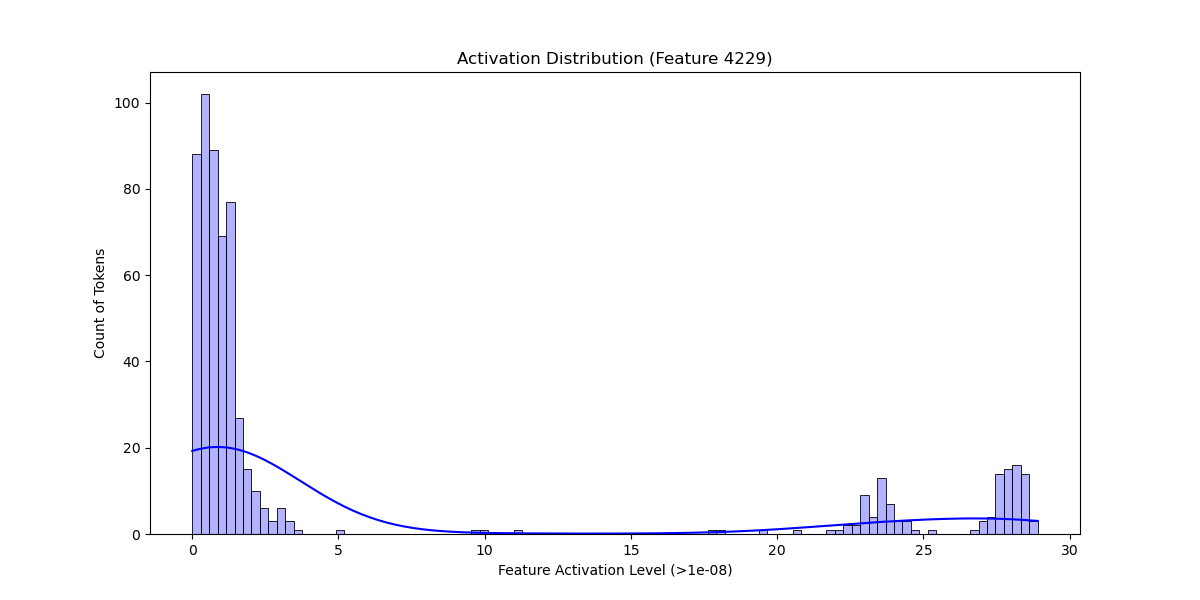 Activation Distribution (Feature 4229)
Count of Tokens
100
80
60
40
20
0
0 5 10 15 20 25 30
Feature Activation Level (>1e-08)